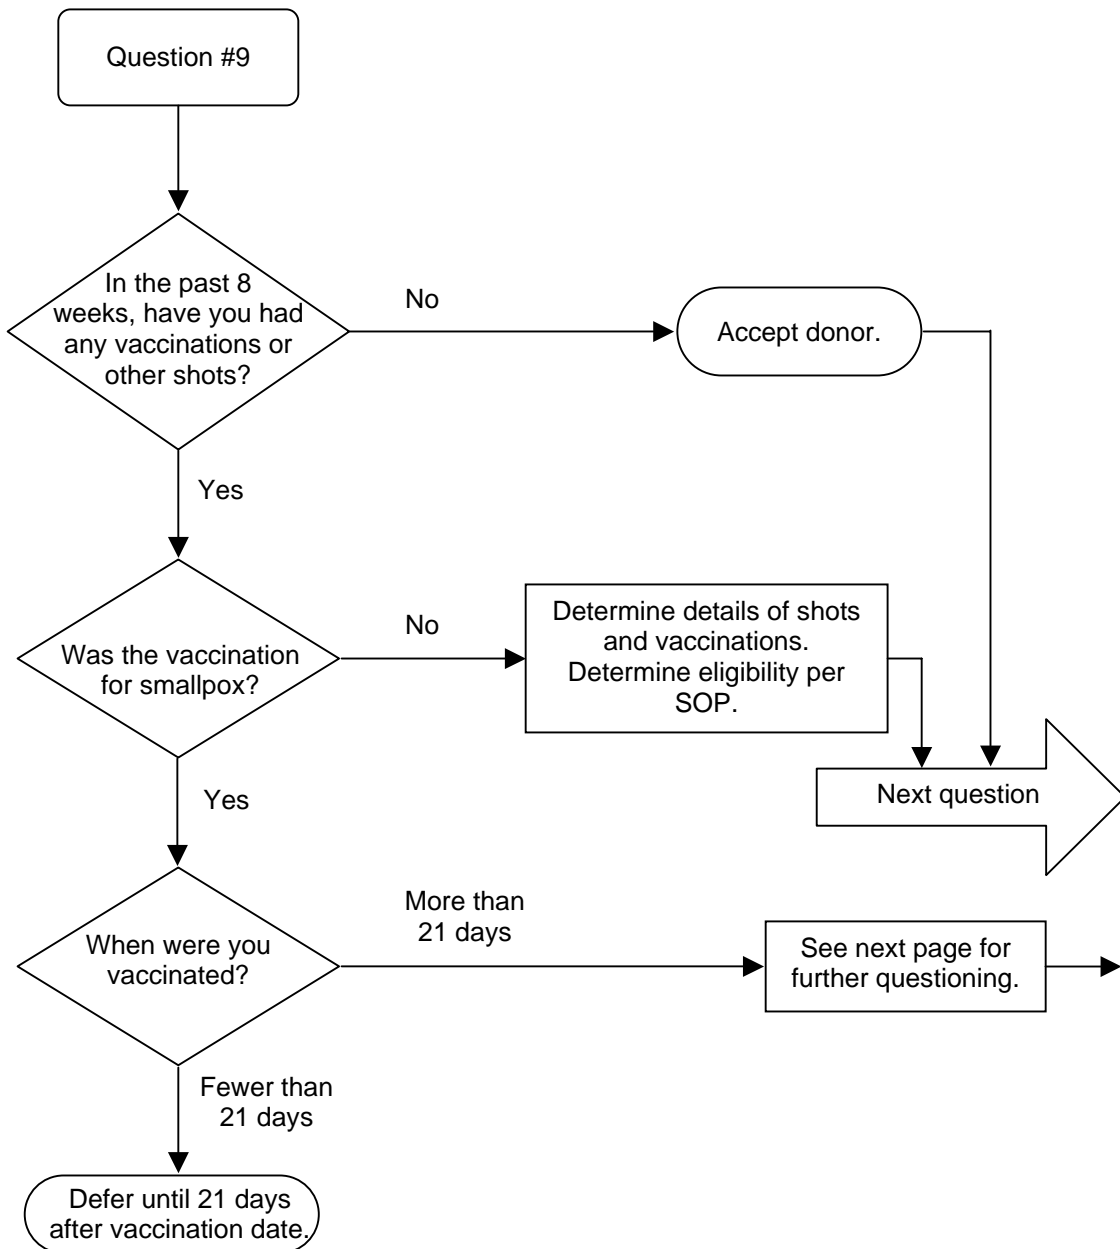 Question #9
In the past 8
weeks, have you had
any vaccinations or
other shots?
No
Accept donor.
Yes
Was the vaccination
for smallpox?
No
Determine details of shots
and vaccinations.
Determine eligibility per
SOP.
Next question
Yes
When were you
vaccinated?
More than
21 days
See next page for
further questioning.
Fewer than
21 days
Defer until 21 days
after vaccination date.